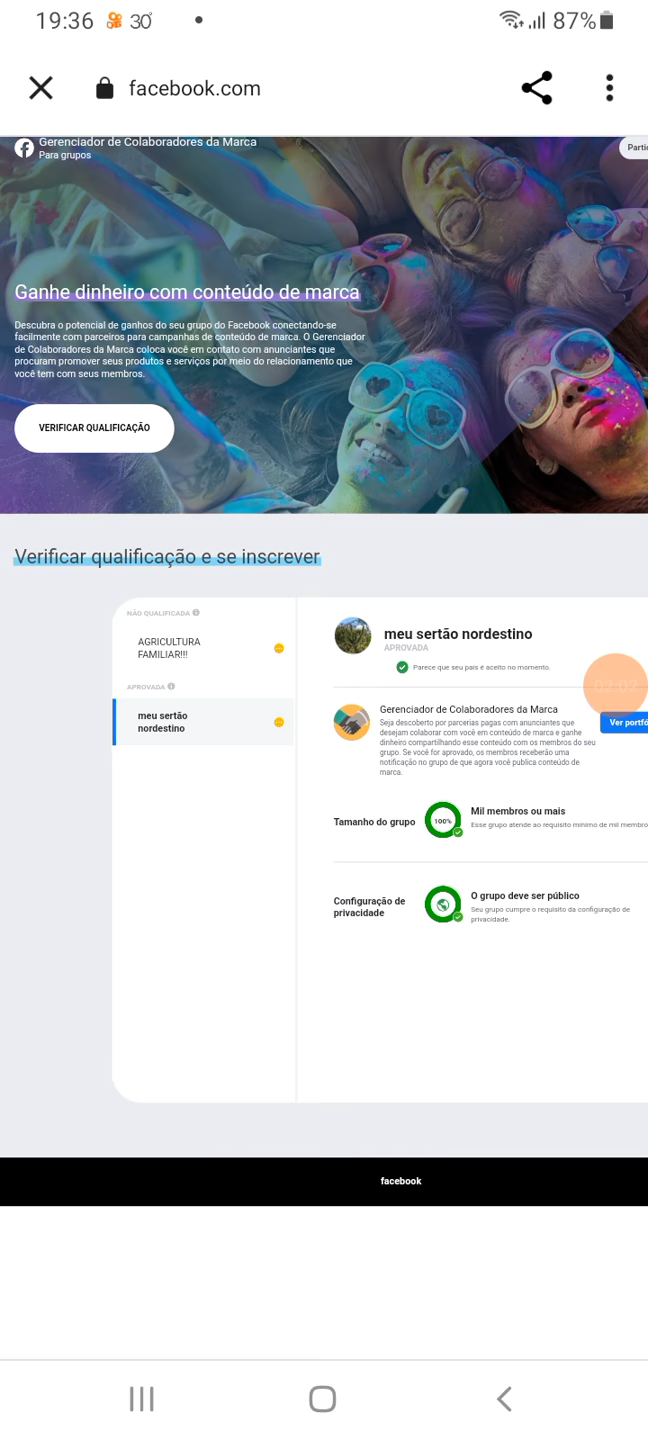 19:36 30° 87%
facebook.com
Gerenciador de Colaboradores da Marca
Para grupos
Ganhe dinheiro com conteúdo de marca
Descubra o potencial de ganhos do seu grupo do Facebook conectando-se
facilmente com parceiros para campanhas de conteúdo de marca. O Gerenciador
de Colaboradores da Marca coloca você em contato com anunciantes que
procuram promover seus produtos e serviços por meio do relacionamento que
você tem com seus membros.
VERIFICAR QUALIFICAÇÃO
Verificar qualificação e se inscrever
NÃO QUALIFICADA
AGRICULTURA
FAMILIAR!!!
APROVADA
meu sertão
nordestino
meu sertão nordestino
APROVADA
Parece que seu país é aceito no momento.
Gerenciador de Colaboradores da Marca
Seja descoberto por parcerias pagas com anunciantes que
desejam colaborar com você em conteúdo de marca e ganhe
dinheiro compartilhando esse conteúdo com os membros do seu
grupo. Se você for aprovado, os membros receberão uma
notificação no grupo de que agora você publica conteúdo de
marca.
Ver portfó
Tamanho do grupo
100%
Mil membros ou mais
Esse grupo atende ao requisito mínimo de mil membro
Configuração de
privacidade
O grupo deve ser público
Seu grupo cumpre o requisito da configuração de
privacidade.
facebook